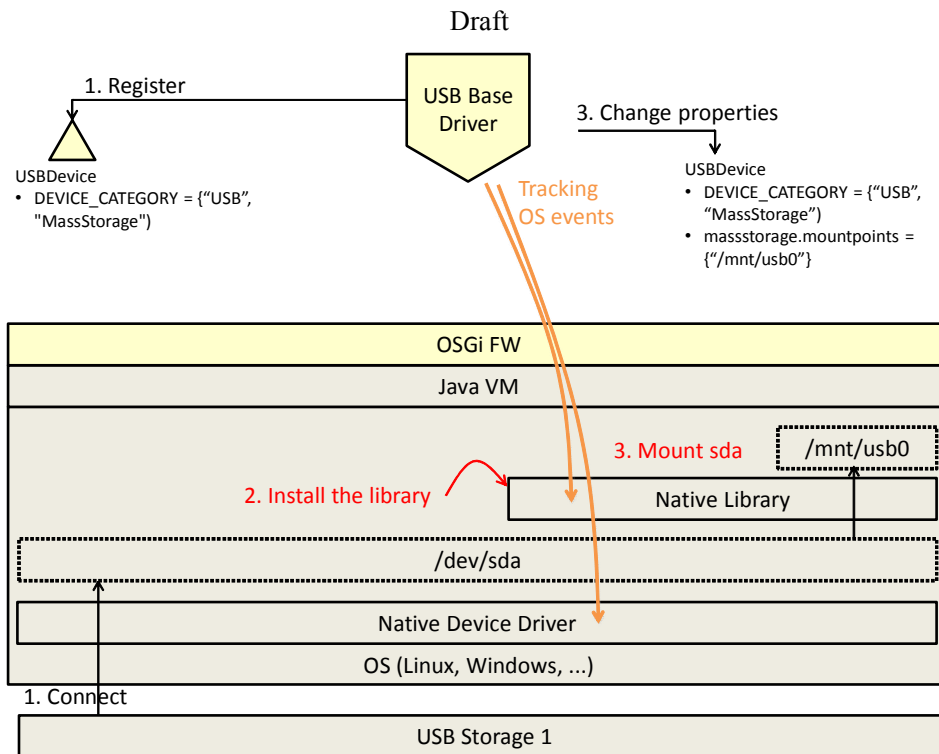 Draft
1. Register
USB Base
Driver
3. Change properties
USBDevice
• DEVICE_CATEGORY = {“USB”,
"MassStorage")
USBDevice
• DEVICE_CATEGORY = {“USB”,
“MassStorage”)
• massstorage.mountpoints =
{“/mnt/usb0”}
Tracking
OS events
OSGi FW
Java VM
3. Mount sda
/mnt/usb0
2. Install the library
Native Library
/dev/sda
Native Device Driver
OS (Linux, Windows, ...)
1. Connect
USB Storage 1